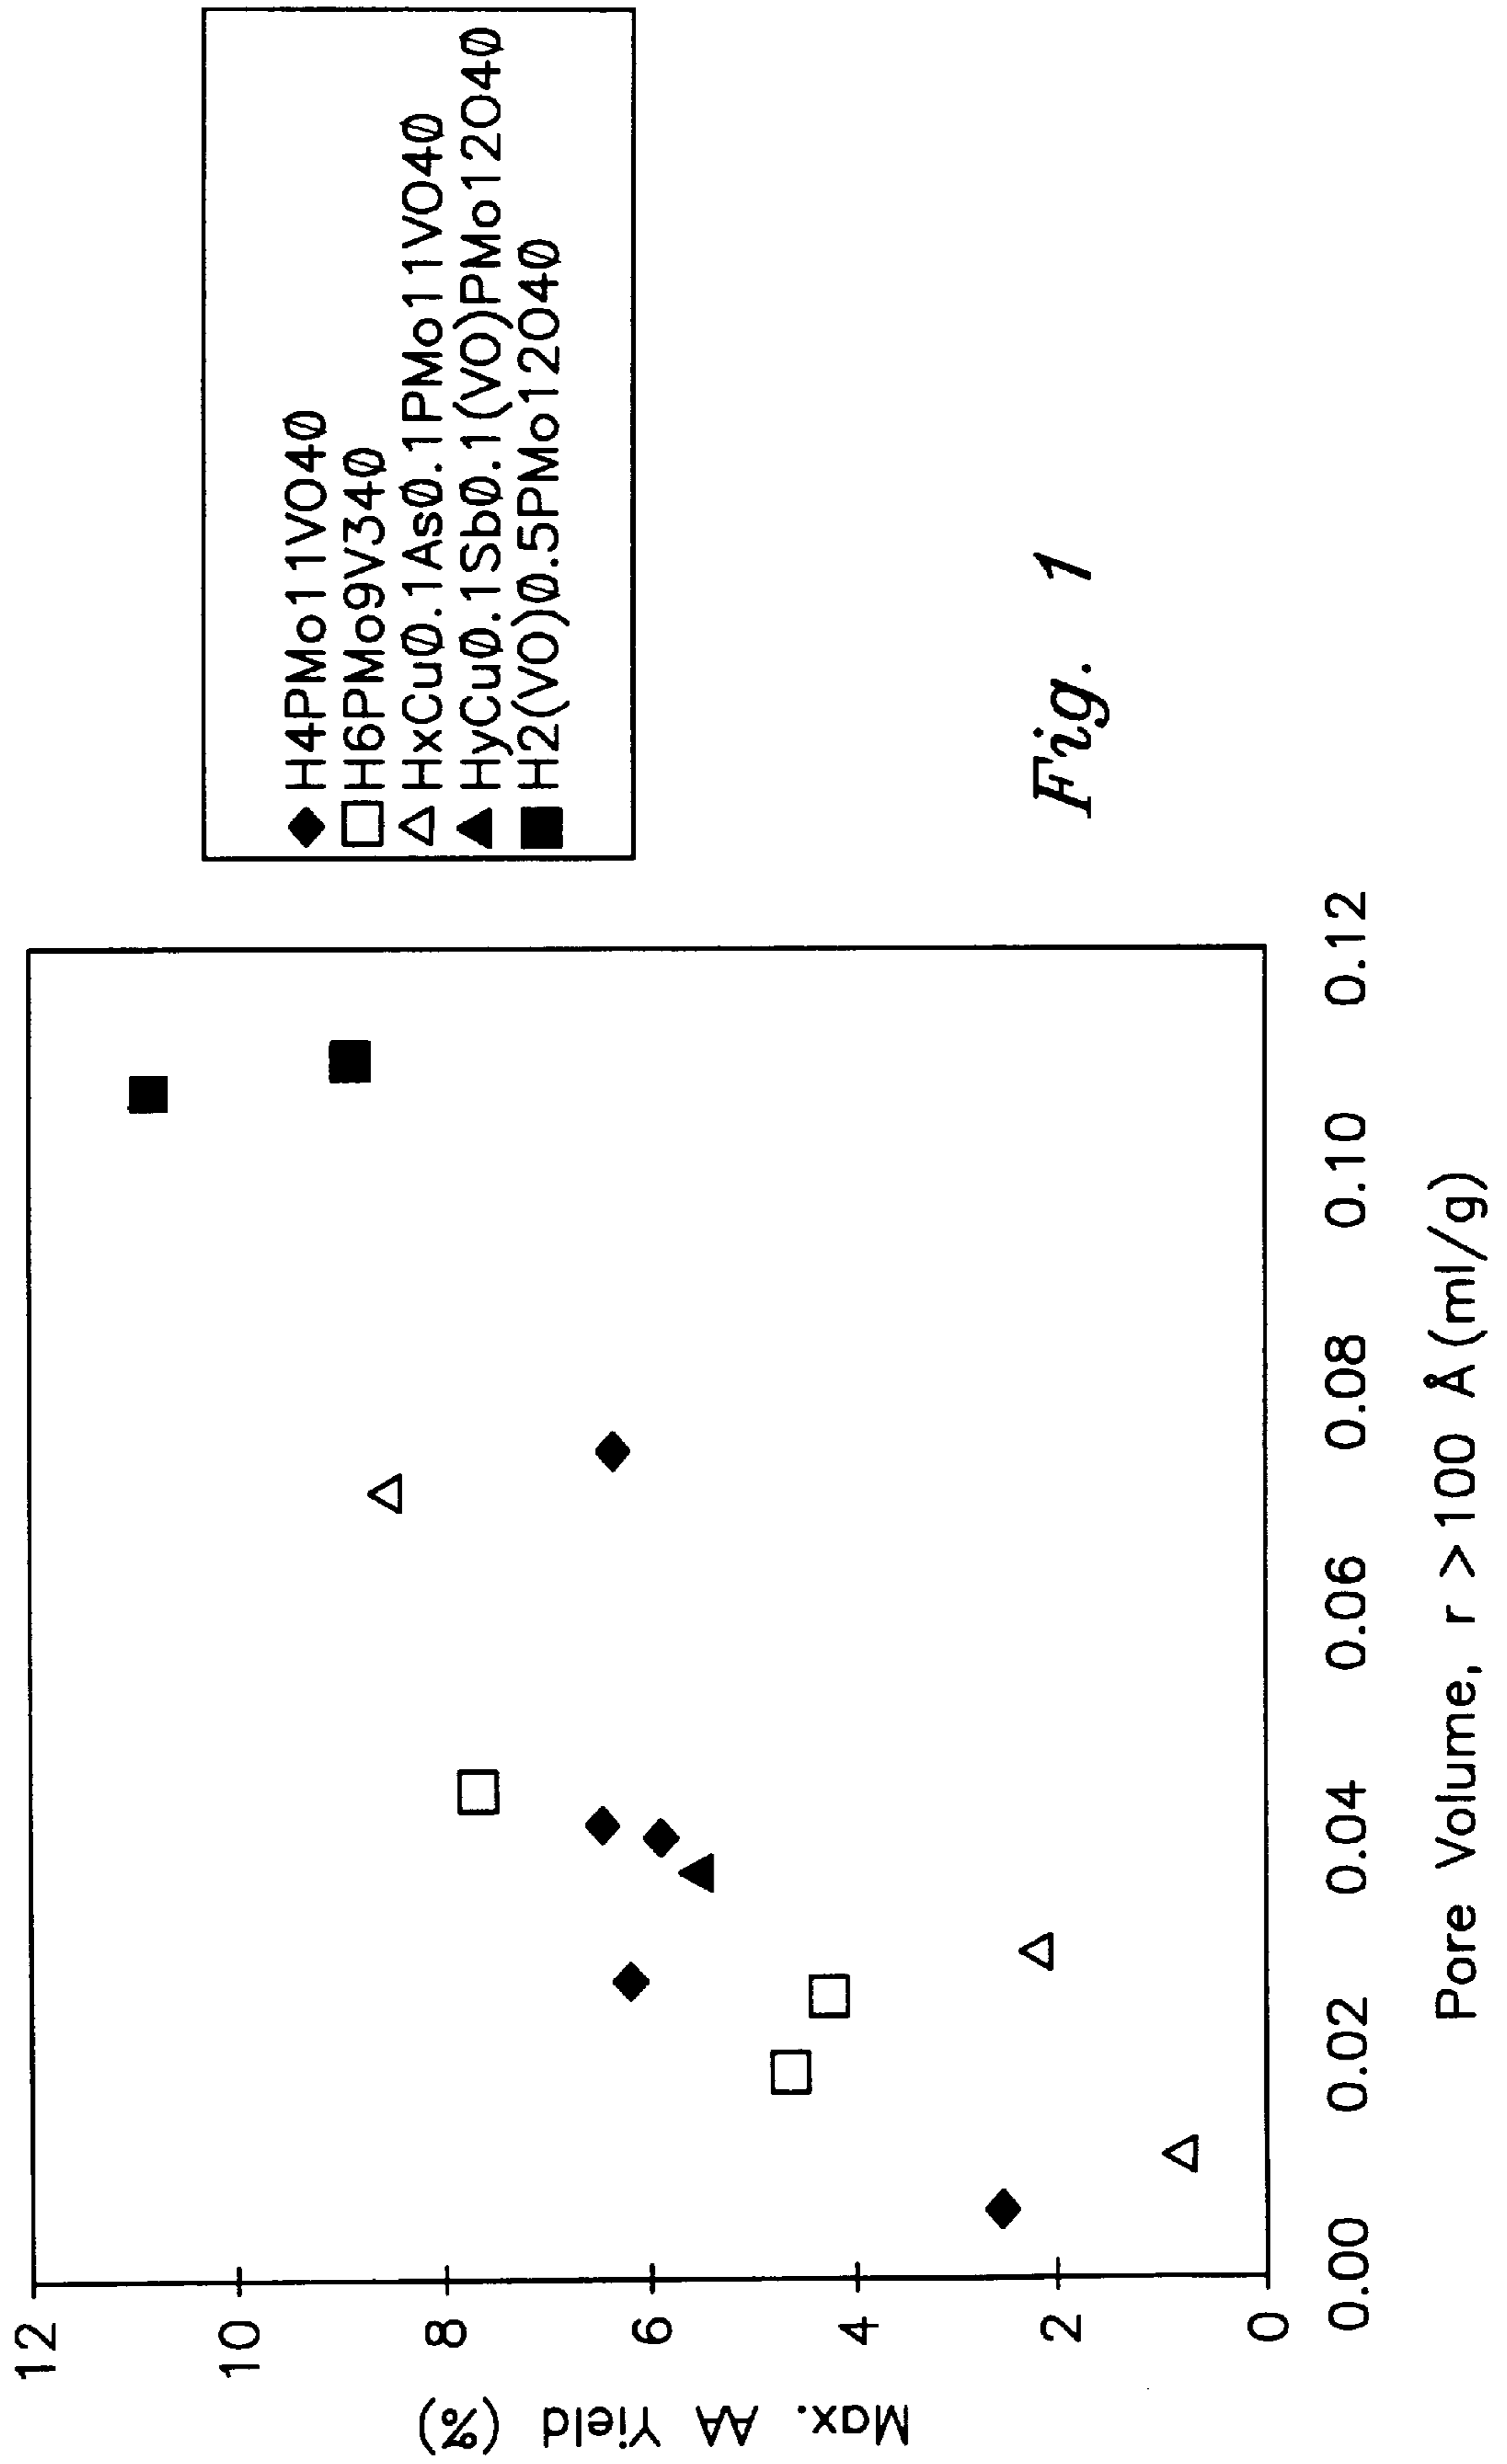 12
10
8
6
4
2
0
Max. AA Yield (%)
0.00 0.02 0.04 0.06 0.08 0.10 0.12
Pore Volume, r >100 Å (ml/g)
H4PMo11VO40
H6PMo9V340
HxCu0.1As0.1PMo11VO40
HyCu0.1Sb0.1(VO)PMo12O40
H2(VO)0.5PMo12O40
Fig. 1